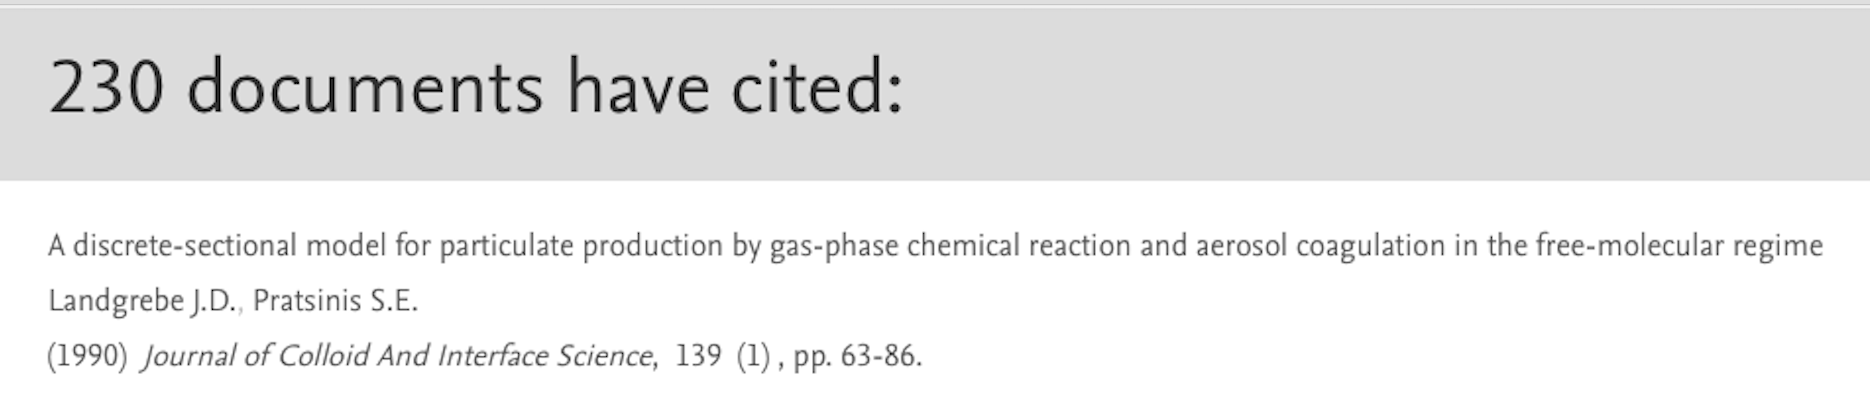 230 documents have cited:
A discrete-sectional model for particulate production by gas-phase chemical reaction and aerosol coagulation in the free-molecular regime
Landgrebe J.D., Pratsinis S.E.
(1990) Journal of Colloid And Interface Science, 139 (1) , pp. 63-86.